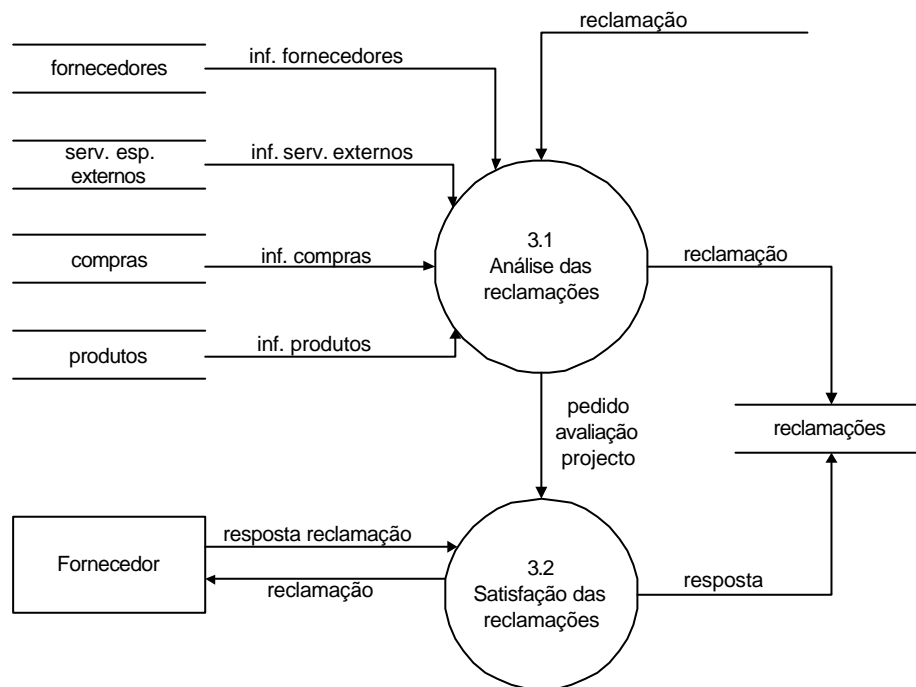 reclamação
fornecedores
inf. fornecedores
serv. esp.
externos
inf. serv. externos
3.1
Análise das
reclamações
compras
inf. compras
reclamação
produtos
inf. produtos
pedido
avaliação
projecto
reclamações
Fornecedor
resposta reclamação
reclamação
3.2
Satisfação das
reclamações
resposta